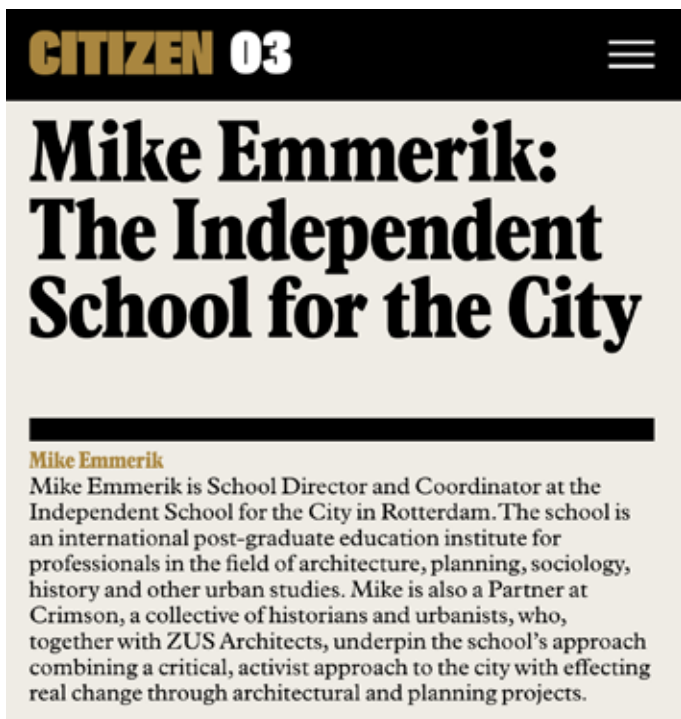 CITIZEN 03
Mike Emmerik:
The Independent
School for the City
Mike Emmerik
Mike Emmerik is School Director and Coordinator at the
Independent School for the City in Rotterdam. The school is
an international post-graduate education institute for
professionals in the field of architecture, planning, sociology,
history and other urban studies. Mike is also a Partner at
Crimson, a collective of historians and urbanists, who,
together with ZUS Architects, underpin the school's approach
combining a critical, activist approach to the city with effecting
real change through architectural and planning projects.